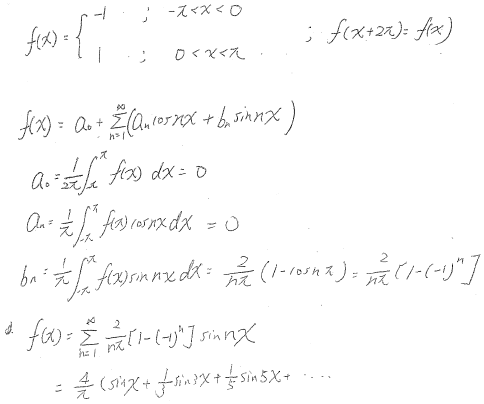 f(x) = { -1 ; -π < x < 0
1 ; 0 < x < π . ; f(x+2π) = f(x)
f(x) = a₀ + ∑_{n=1}^{∞} (aₙ cos nx + bₙ sin nx)
a₀ = 1/2π ∫_{-π}^{π} f(x) dx = 0
aₙ = 1/π ∫_{-π}^{π} f(x) cos nx dx = 0
bₙ = 1/π ∫_{-π}^{π} f(x) sin nx dx = 2/nπ (1 - cos nπ) = 2/nπ [1 - (-1)ⁿ]
f(x) = ∑_{n=1}^{∞} 2/nπ [1 - (-1)ⁿ] sin nx
= 4/π (sin x + 1/3 sin 3x + 1/5 sin 5x + ....